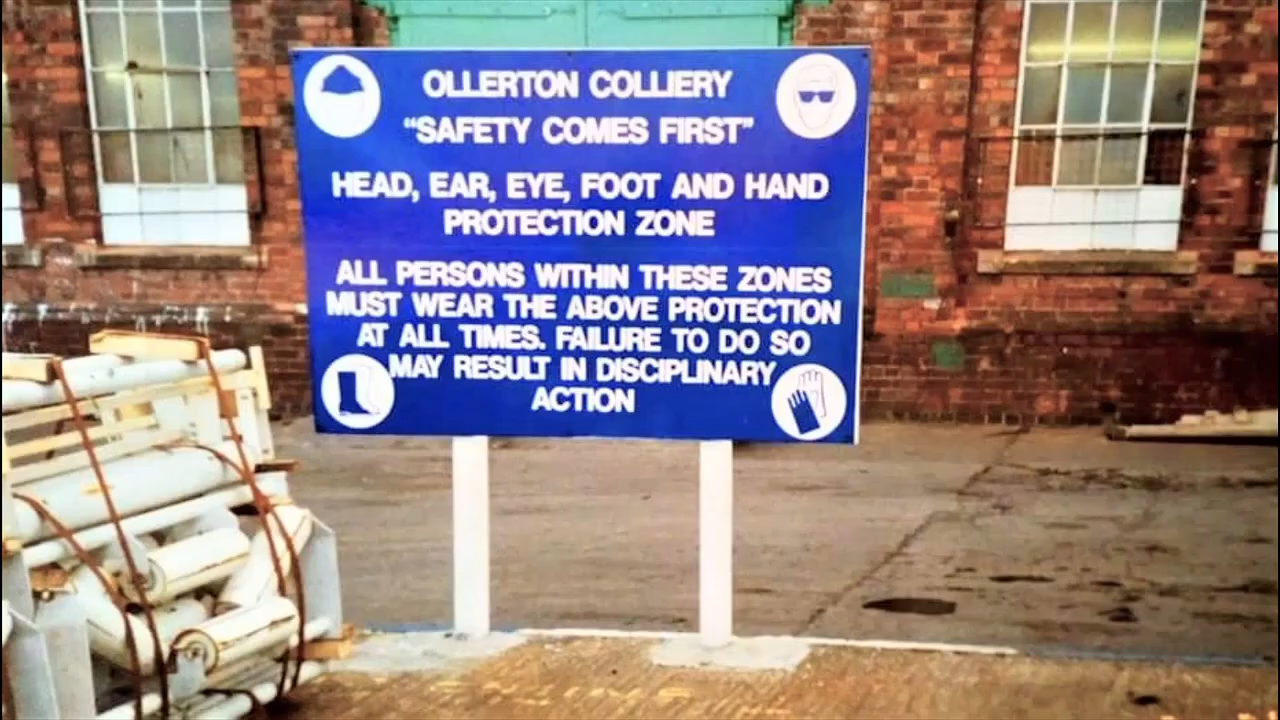 OLLERTON COLLIERY
"SAFETY COMES FIRST"
HEAD, EAR, EYE, FOOT AND HAND
PROTECTION ZONE
ALL PERSONS WITHIN THESE ZONES
MUST WEAR THE ABOVE PROTECTION
AT ALL TIMES. FAILURE TO DO SO
MAY RESULT IN DISCIPLINARY
ACTION